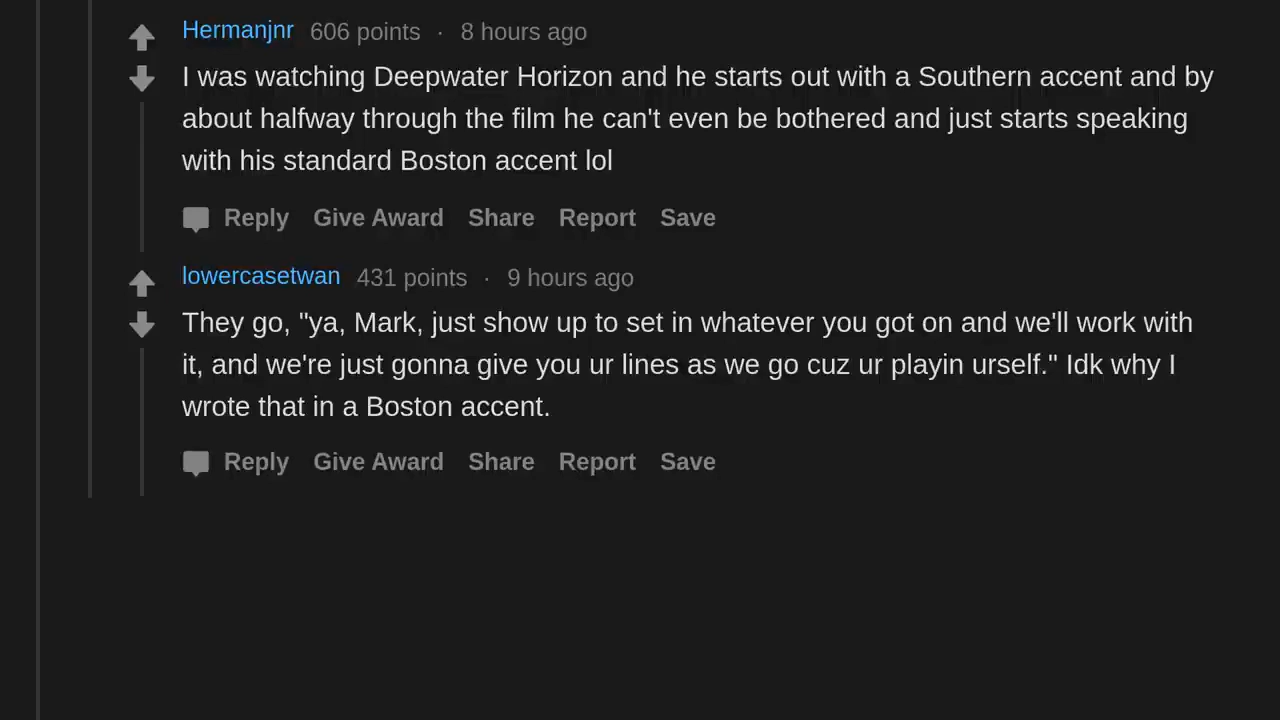 Hermanjnr 606 points · 8 hours ago
I was watching Deepwater Horizon and he starts out with a Southern accent and by
about halfway through the film he can't even be bothered and just starts speaking
with his standard Boston accent lol
Reply Give Award Share Report Save
lowercasetwan 431 points · 9 hours ago
They go, "ya, Mark, just show up to set in whatever you got on and we'll work with
it, and we're just gonna give you ur lines as we go cuz ur playin urself." Idk why I
wrote that in a Boston accent.
Reply Give Award Share Report Save